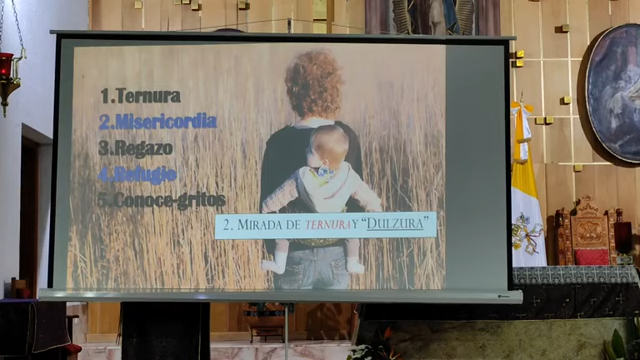 1.Ternura
2.Misericordia
3.Regazo
4.Refugio
5.Conoce-gritos
2. MIRADA DE TERNURA Y “DULZURA”